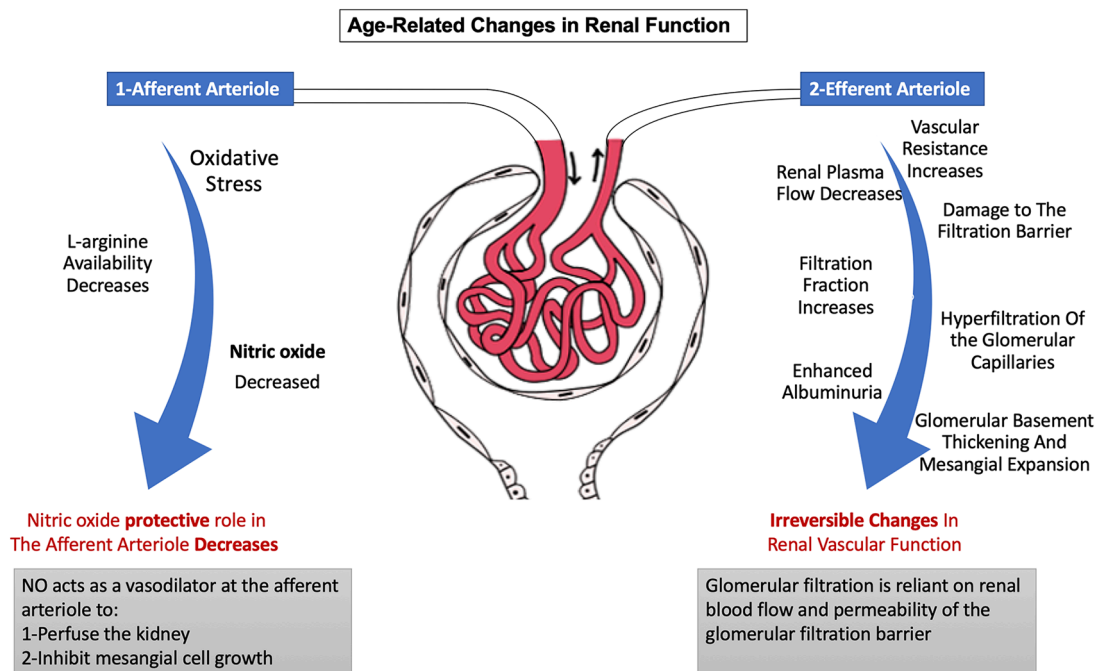 Age-Related Changes in Renal Function
1-Afferent Arteriole
Oxidative
Stress
L-arginine
Availability
Decreases
Nitric oxide
Decreased
Nitric oxide protective role in
The Afferent Arteriole Decreases
NO acts as a vasodilator at the afferent
arteriole to:
1-Perfuse the kidney
2-Inhibit mesangial cell growth
2-Efferent Arteriole
Vascular
Resistance
Increases
Renal Plasma
Flow Decreases
Damage to The
Filtration Barrier
Filtration
Fraction
Increases
Hyperfiltration Of
the Glomerular
Capillaries
Enhanced
Albuminuria
Glomerular Basement
Thickening And
Mesangial Expansion
Irreversible Changes In
Renal Vascular Function
Glomerular filtration is reliant on renal
blood flow and permeability of the
glomerular filtration barrier